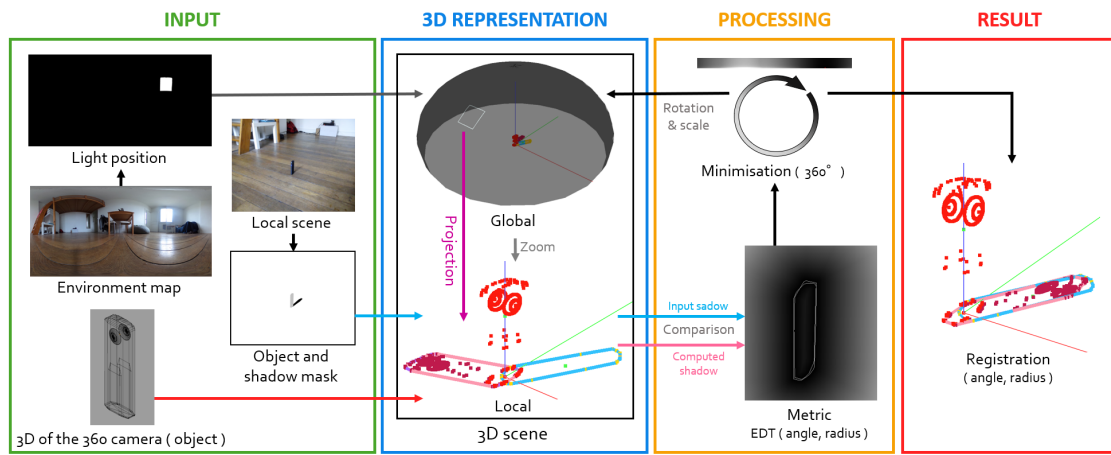 INPUT
3D REPRESENTATION
PROCESSING
RESULT
Light position
Environment map
Local scene
Object and
shadow mask
3D of the 360 camera ( object )
Global
Projection
Zoom
Local
3D scene
Rotation
& scale
Minimisation ( 360° )
Input sadow
Comparison
Computed
shadow
Metric
EDT ( angle, radius )
Registration
( angle, radius )